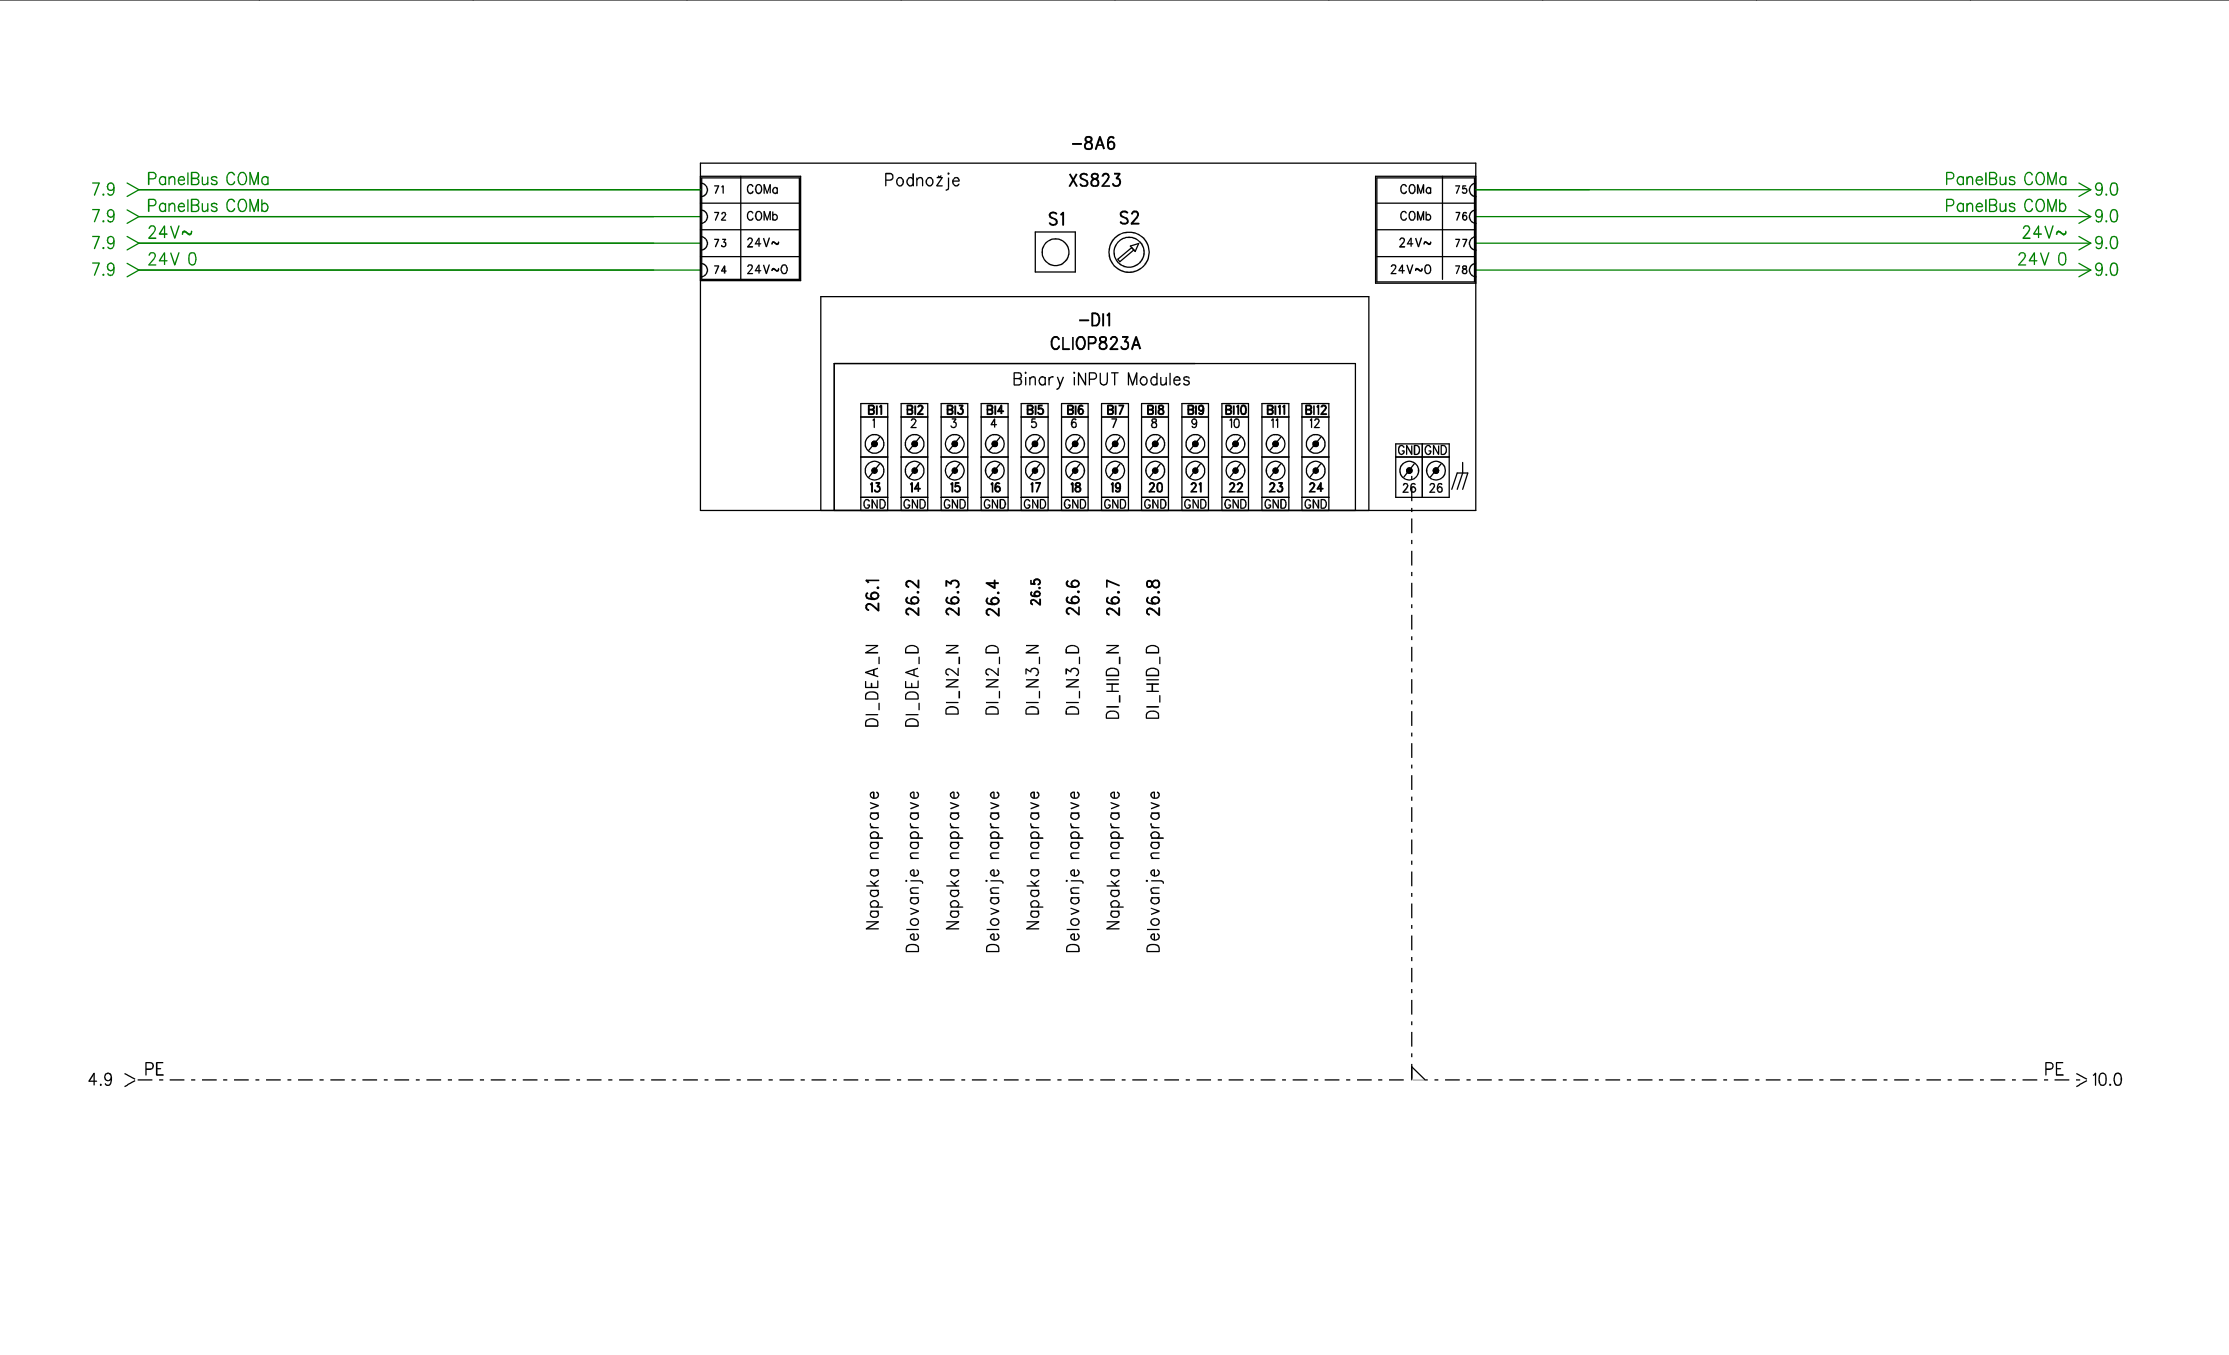 -8A6
7.9 PanelBus COMa
7.9 PanelBus COMb
7.9 24V~
7.9 24V 0
71 COMa
72 COMb
73 24V~
74 24V~0
Podnožje XS823
S1 S2
COMa 75
COMb 76
24V~ 77
24V~0 78
PanelBus COMa 9.0
PanelBus COMb 9.0
24V~ 9.0
24V 0 9.0
-DI1
CLIOP823A
Binary iNPUT Modules
BI1 BI2 BI3 BI4 BI5 BI6 BI7 BI8 BI9 BI10 BI11 BI12
1 2 3 4 5 6 7 8 9 10 11 12
13 14 15 16 17 18 19 20 21 22 23 24
GND GND GND GND GND GND GND GND GND GND GND GND
GND GND
26 26
Napaka naprave DI_DEA_N 26.1
Delovanje naprave DI_DEA_D 26.2
Napaka naprave DI_N2_N 26.3
Delovanje naprave DI_N2_D 26.4
Napaka naprave DI_N3_N 26.5
Delovanje naprave DI_N3_D 26.6
Napaka naprave DI_HID_N 26.7
Delovanje naprave DI_HID_D 26.8
4.9 PE
PE 10.0